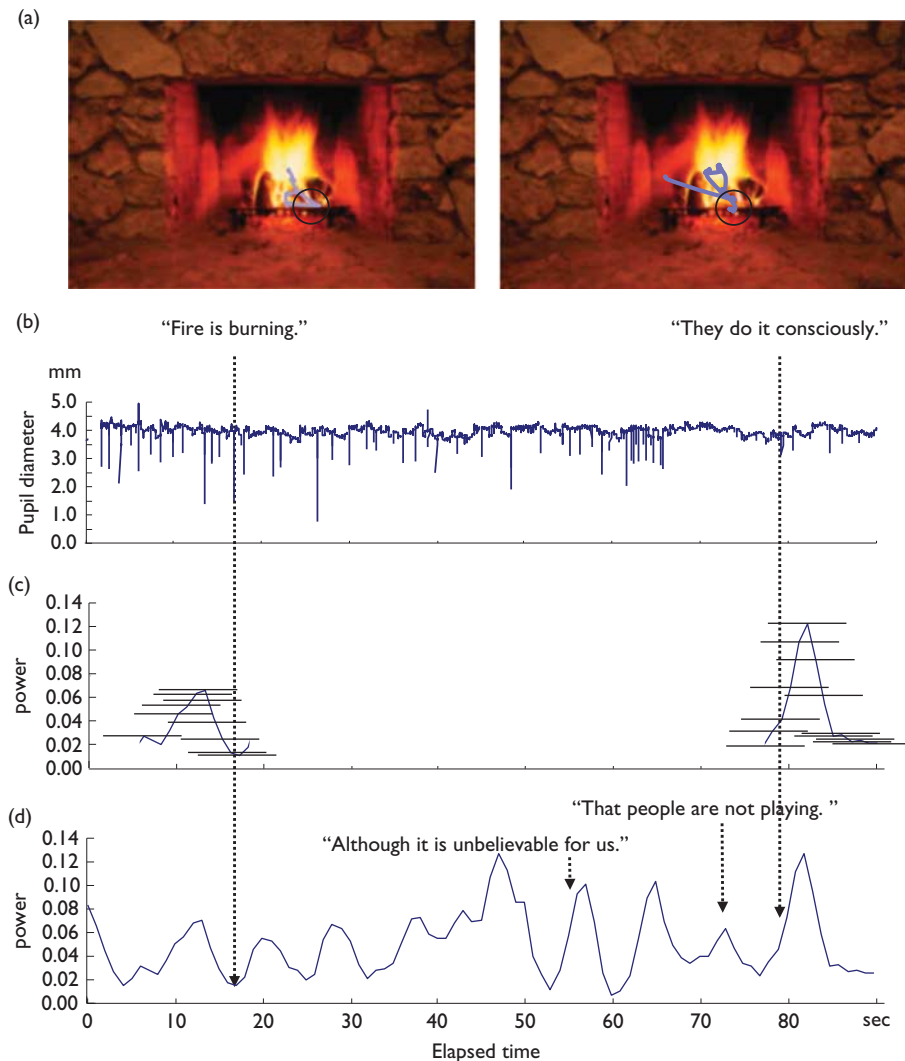 (a)
(b)
“Fire is burning.” “They do it consciously.”
mm
5.0
4.0
3.0
2.0
1.0
0.0
Pupil diameter
(c)
0.14
0.12
0.10
0.08
0.06
0.04
0.02
0.00
power
“That people are not playing. ”
(d)
“Although it is unbelievable for us.”
0.14
0.12
0.10
0.08
0.06
0.04
0.02
0.00
power
0 10 20 30 40 50 60 70 80 sec
Elapsed time